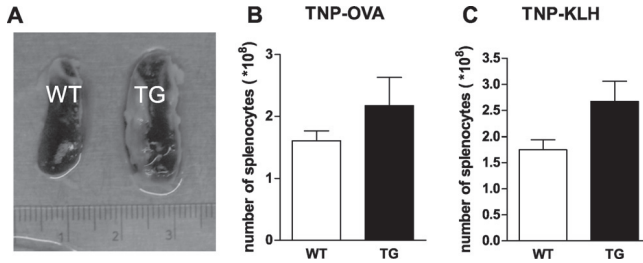 A
WT
TG
1
2
3
B
TNP-OVA
number of splenocytes ( *10⁸)
3
2
1
0
WT
TG
C
TNP-KLH
number of splenocytes ( *10⁸)
3.5
3.0
2.5
2.0
1.5
1.0
0.5
0.0
WT
TG